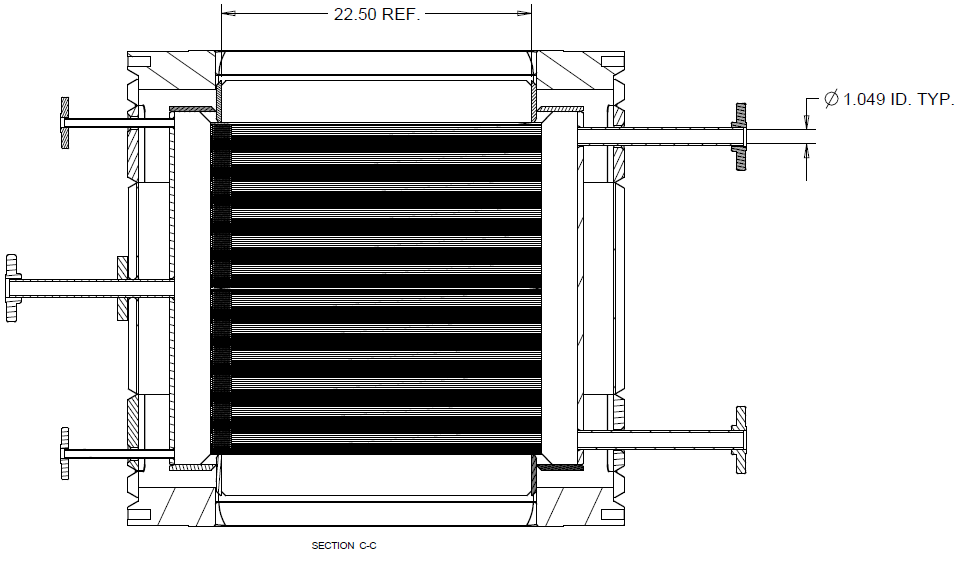 22.50 REF.
∅ 1.049 ID. TYP.
SECTION C-C